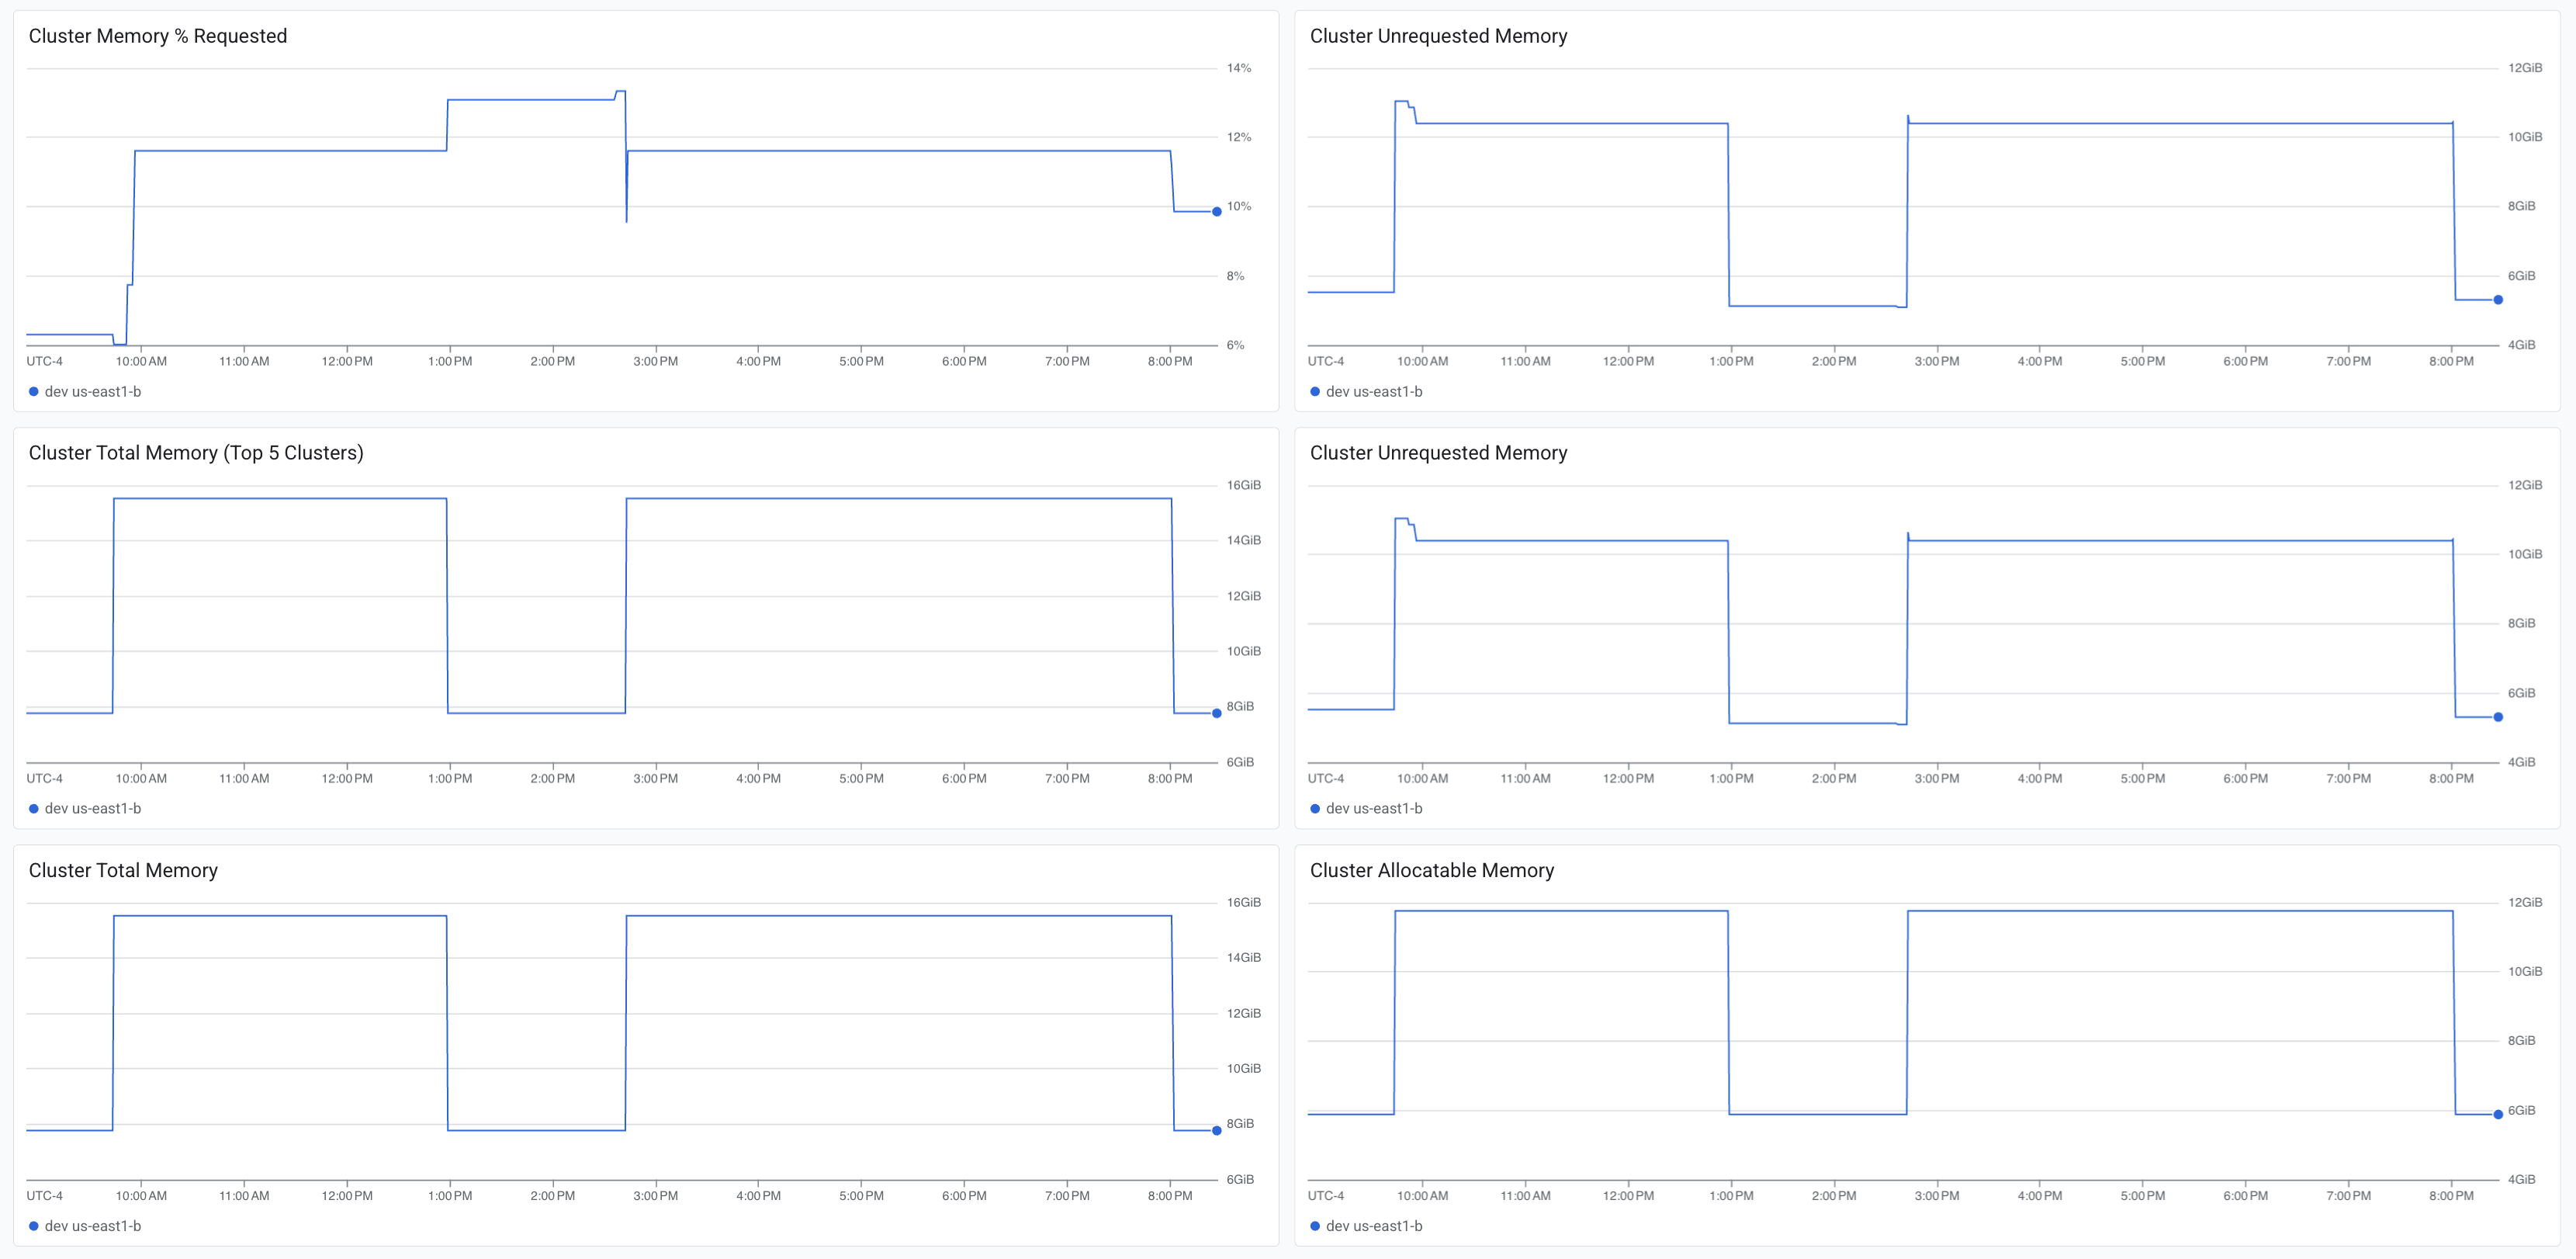 Cluster Memory % Requested
14%
12%
10%
8%
6%
UTC-4 10:00 AM 11:00 AM 12:00 PM 1:00 PM 2:00 PM 3:00 PM 4:00 PM 5:00 PM 6:00 PM 7:00 PM 8:00 PM
dev us-east1-b
Cluster Unrequested Memory
12GiB
10GiB
8GiB
6GiB
4GiB
UTC-4 10:00 AM 11:00 AM 12:00 PM 1:00 PM 2:00 PM 3:00 PM 4:00 PM 5:00 PM 6:00 PM 7:00 PM 8:00 PM
dev us-east1-b
Cluster Total Memory (Top 5 Clusters)
16GiB
14GiB
12GiB
10GiB
8GiB
6GiB
UTC-4 10:00 AM 11:00 AM 12:00 PM 1:00 PM 2:00 PM 3:00 PM 4:00 PM 5:00 PM 6:00 PM 7:00 PM 8:00 PM
dev us-east1-b
Cluster Unrequested Memory
12GiB
10GiB
8GiB
6GiB
4GiB
UTC-4 10:00 AM 11:00 AM 12:00 PM 1:00 PM 2:00 PM 3:00 PM 4:00 PM 5:00 PM 6:00 PM 7:00 PM 8:00 PM
dev us-east1-b
Cluster Total Memory
16GiB
14GiB
12GiB
10GiB
8GiB
6GiB
UTC-4 10:00 AM 11:00 AM 12:00 PM 1:00 PM 2:00 PM 3:00 PM 4:00 PM 5:00 PM 6:00 PM 7:00 PM 8:00 PM
dev us-east1-b
Cluster Allocatable Memory
12GiB
10GiB
8GiB
6GiB
4GiB
UTC-4 10:00 AM 11:00 AM 12:00 PM 1:00 PM 2:00 PM 3:00 PM 4:00 PM 5:00 PM 6:00 PM 7:00 PM 8:00 PM
dev us-east1-b